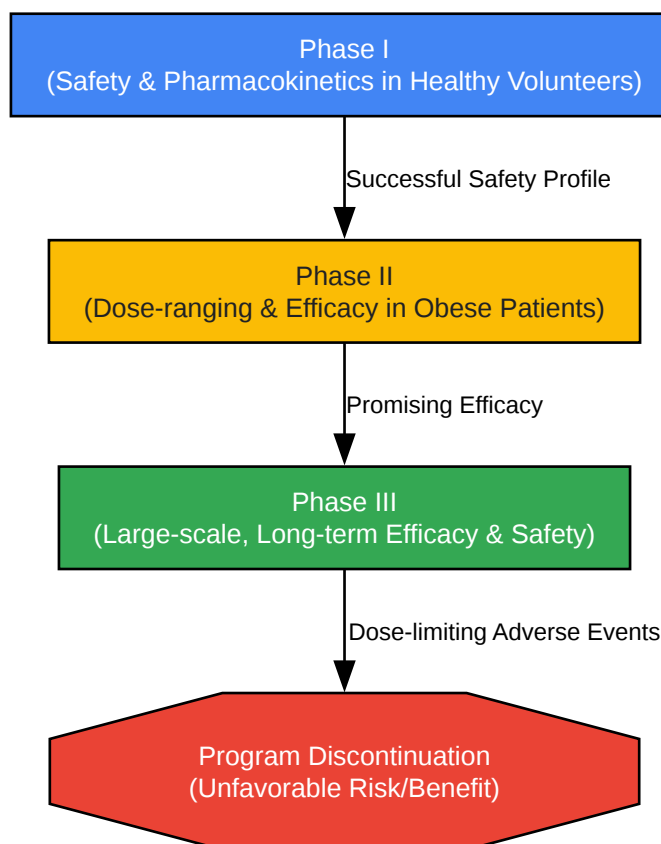 Phase I
(Safety & Pharmacokinetics in Healthy Volunteers)
Successful Safety Profile
Phase II
(Dose-ranging & Efficacy in Obese Patients)
Promising Efficacy
Phase III
(Large-scale, Long-term Efficacy & Safety)
Dose-limiting Adverse Events
Program Discontinuation
(Unfavorable Risk/Benefit)